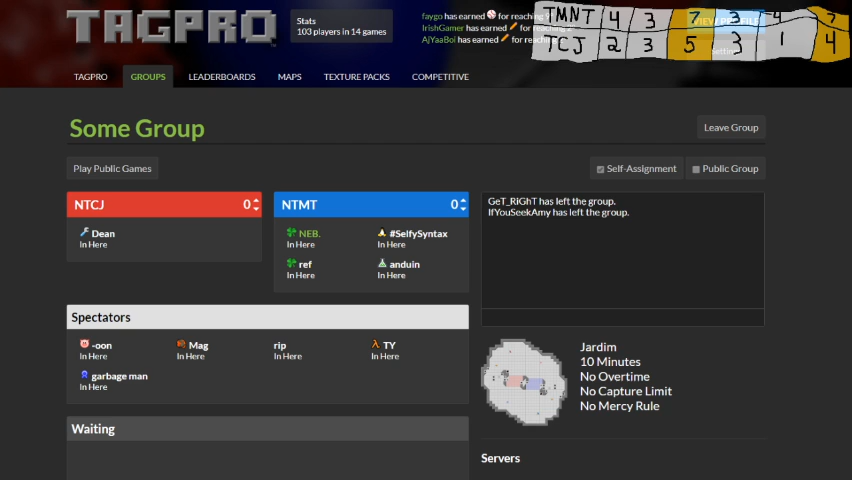 TAGPRO
Stats
103 players in 14 games
faygo has earned for reaching
IrishGamer has earned for reaching 2
AjYaaBoi has earned for reaching
TMNT 4 3 7 3 4 7
TCJ 2 3 5 3 1 4
VIEW PROFILE
TAGPRO GROUPS LEADERBOARDS MAPS TEXTURE PACKS COMPETITIVE
Some Group
Leave Group
Play Public Games
Self-Assignment
Public Group
NTCJ 0
Dean
In Here
NTMT 0
NEB.
In Here
#SelfySyntax
In Here
ref
In Here
anduin
In Here
GeT_RiGhT has left the group.
IfYouSeekAmy has left the group.
Spectators
-oon
In Here
Mag
In Here
rip
In Here
TY
In Here
garbage man
In Here
Waiting
Jardim
10 Minutes
No Overtime
No Capture Limit
No Mercy Rule
Servers